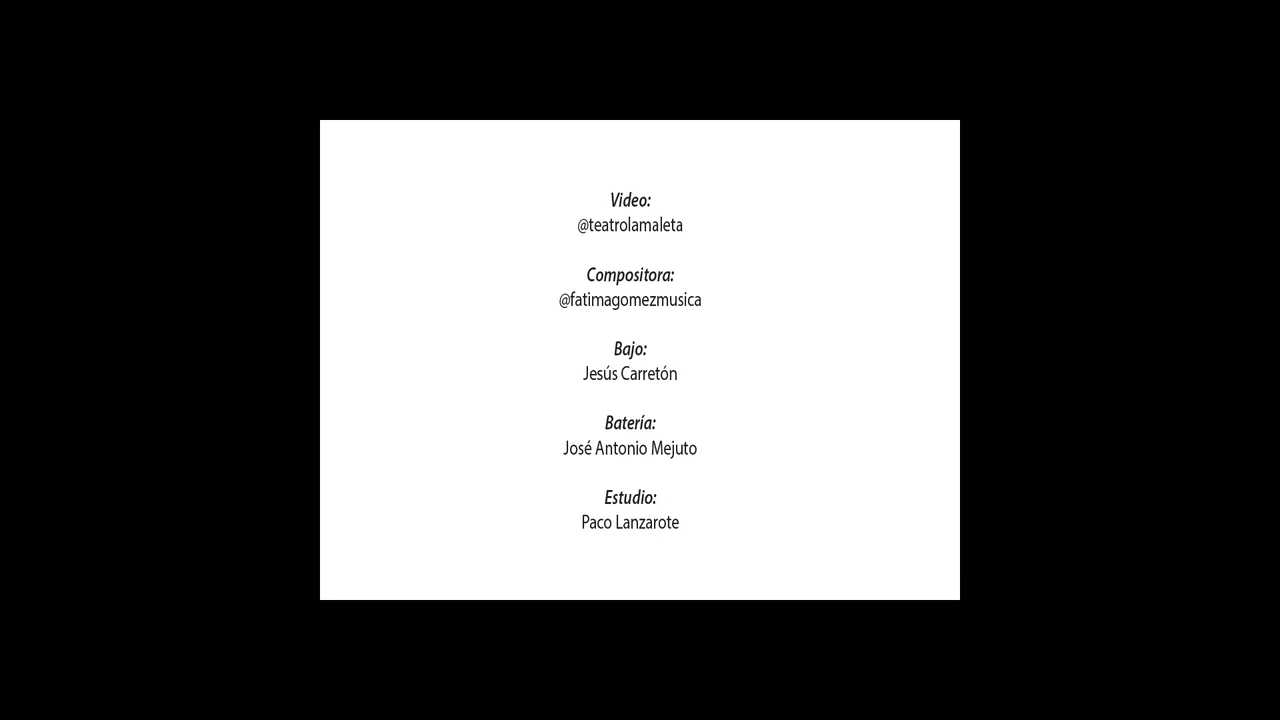 Video:
@teatrolamaleta
Compositora:
@fatimagomezmusica
Bajo:
Jesús Carretón
Batería:
José Antonio Mejuto
Estudio:
Paco Lanzarote